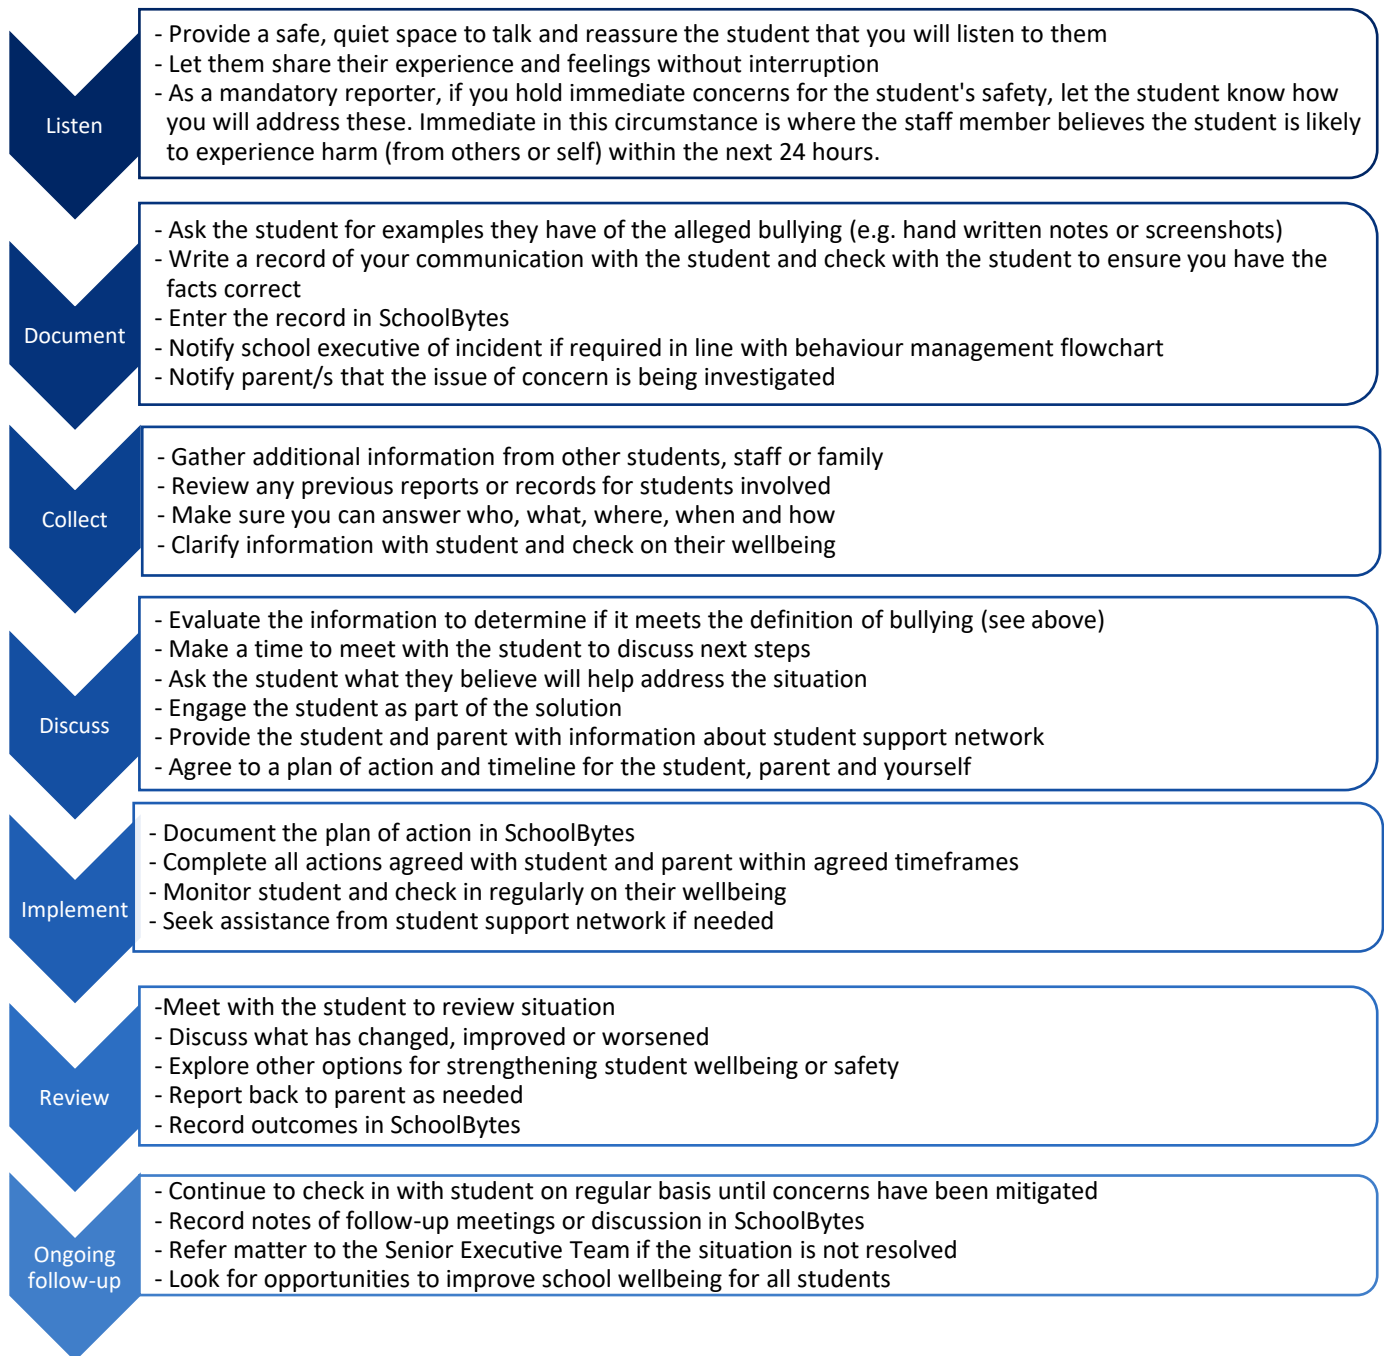 Listen
- Provide a safe, quiet space to talk and reassure the student that you will listen to them
- Let them share their experience and feelings without interruption
- As a mandatory reporter, if you hold immediate concerns for the student's safety, let the student know how
you will address these. Immediate in this circumstance is where the staff member believes the student is likely
to experience harm (from others or self) within the next 24 hours.
Document
- Ask the student for examples they have of the alleged bullying (e.g. hand written notes or screenshots)
- Write a record of your communication with the student and check with the student to ensure you have the
facts correct
- Enter the record in SchoolBytes
- Notify school executive of incident if required in line with behaviour management flowchart
- Notify parent/s that the issue of concern is being investigated
Collect
- Gather additional information from other students, staff or family
- Review any previous reports or records for students involved
- Make sure you can answer who, what, where, when and how
- Clarify information with student and check on their wellbeing
Discuss
- Evaluate the information to determine if it meets the definition of bullying (see above)
- Make a time to meet with the student to discuss next steps
- Ask the student what they believe will help address the situation
- Engage the student as part of the solution
- Provide the student and parent with information about student support network
- Agree to a plan of action and timeline for the student, parent and yourself
Implement
- Document the plan of action in SchoolBytes
- Complete all actions agreed with student and parent within agreed timeframes
- Monitor student and check in regularly on their wellbeing
- Seek assistance from student support network if needed
Review
-Meet with the student to review situation
- Discuss what has changed, improved or worsened
- Explore other options for strengthening student wellbeing or safety
- Report back to parent as needed
- Record outcomes in SchoolBytes
Ongoing
follow-up
- Continue to check in with student on regular basis until concerns have been mitigated
- Record notes of follow-up meetings or discussion in SchoolBytes
- Refer matter to the Senior Executive Team if the situation is not resolved
- Look for opportunities to improve school wellbeing for all students